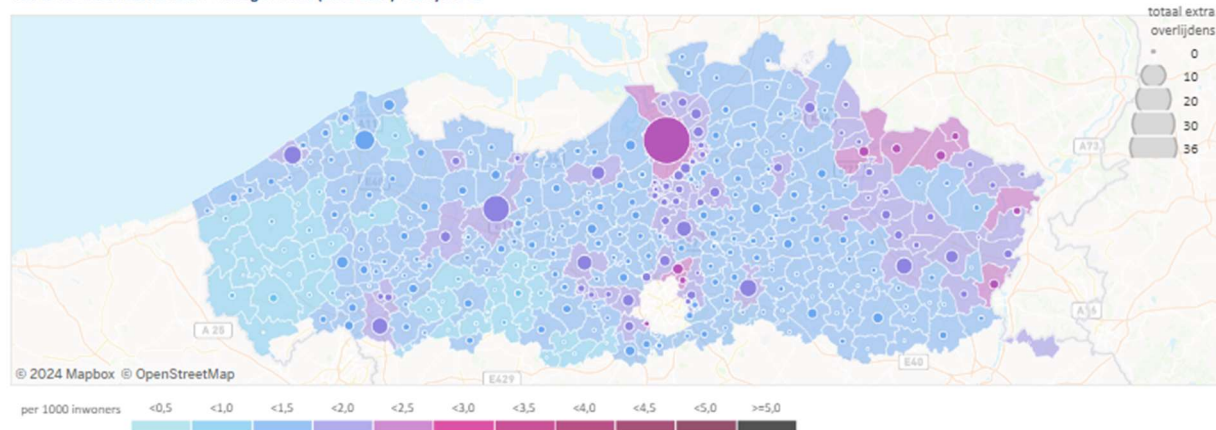 totaal extra
overlijdens
0
10
20
30
36
A73
A 25
E40
E429
© 2024 Mapbox © OpenStreetMap
per 1000 inwoners <0,5 <1,0 <1,5 <2,0 <2,5 <3,0 <3,5 <4,0 <4,5 <5,0 >=5,0